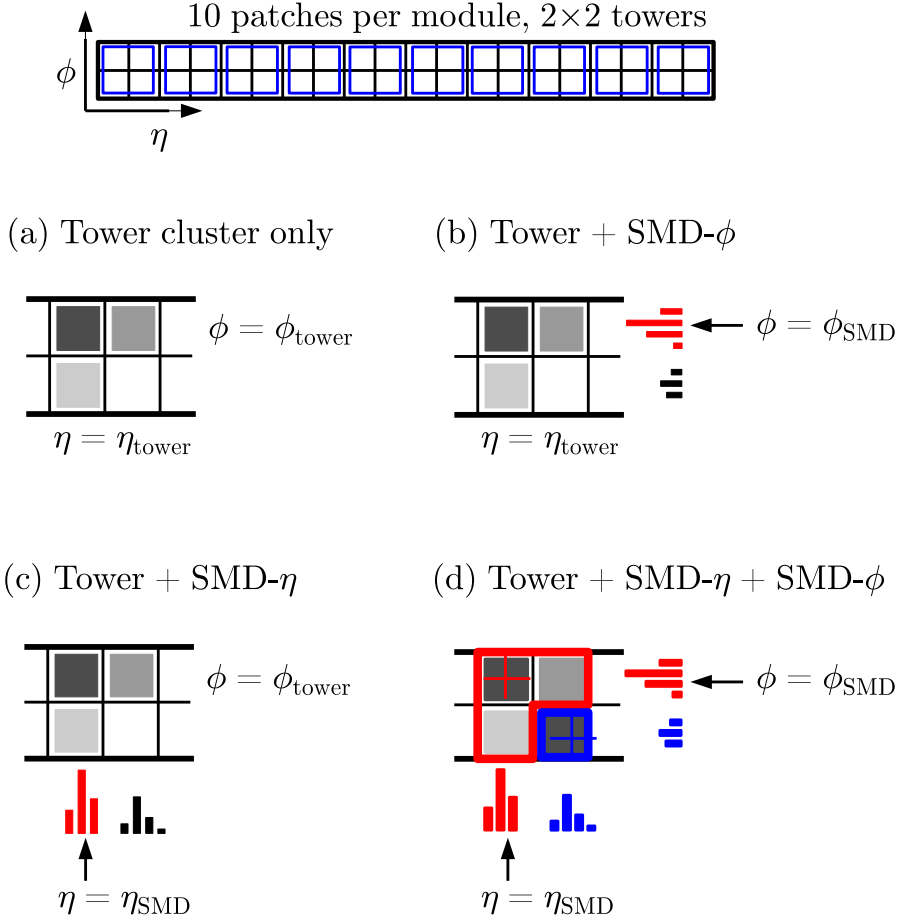 10 patches per module, 2×2 towers
ϕ
η
(a) Tower cluster only
(b) Tower + SMD-ϕ
ϕ = ϕ_tower
ϕ = ϕ_SMD
η = η_tower
η = η_tower
(c) Tower + SMD-η
(d) Tower + SMD-η + SMD-ϕ
ϕ = ϕ_tower
ϕ = ϕ_SMD
η = η_SMD
η = η_SMD